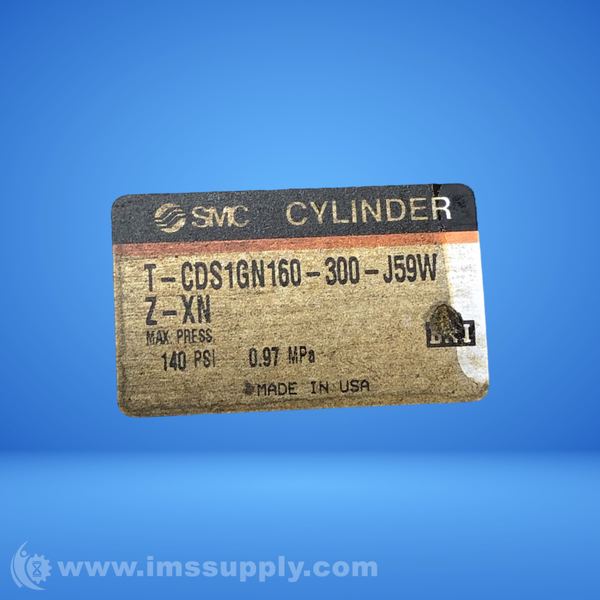 SMC CYLINDER
T-CDS1GN160-300-J59W
Z-XN
MAX PRESS.
140 PSI 0.97 MPa
MADE IN USA
www.imssupply.com